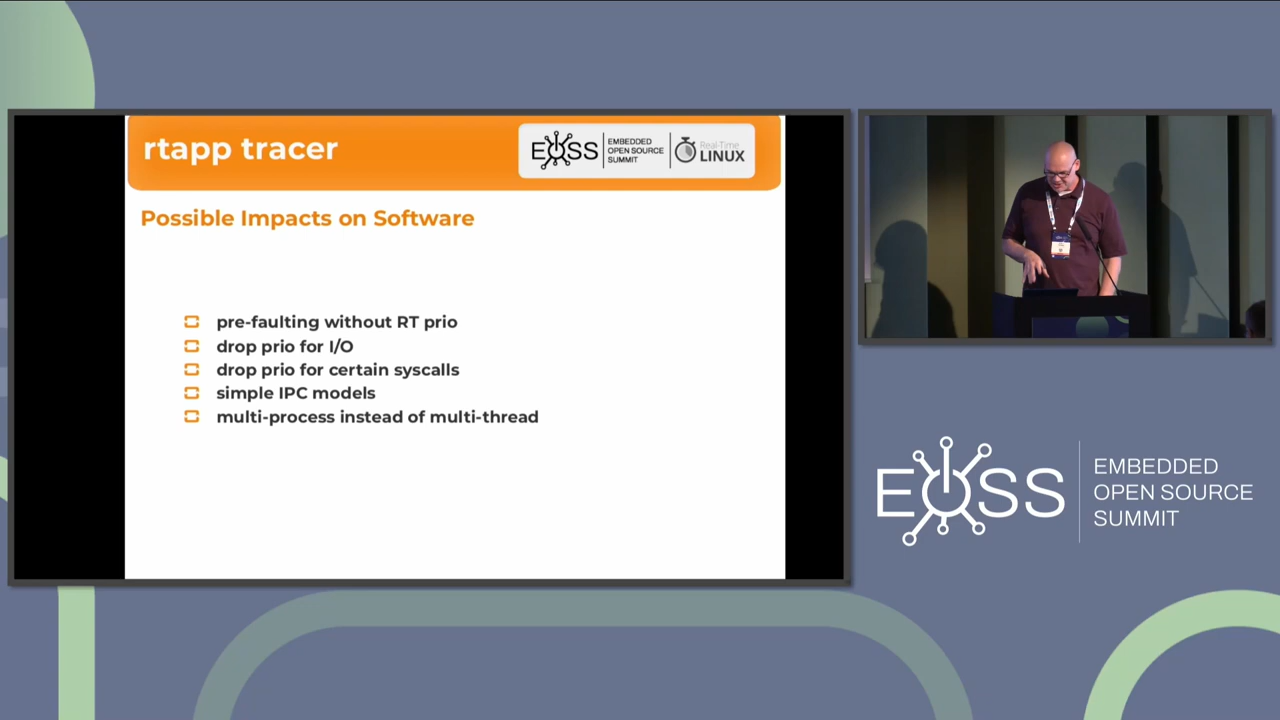 rtapp tracer
EOSS
EMBEDDED
OPEN SOURCE
SUMMIT
Real-Time
LINUX
Possible Impacts on Software
pre-faulting without RT prio
drop prio for I/O
drop prio for certain syscalls
simple IPC models
multi-process instead of multi-thread
EOSS
EMBEDDED
OPEN SOURCE
SUMMIT